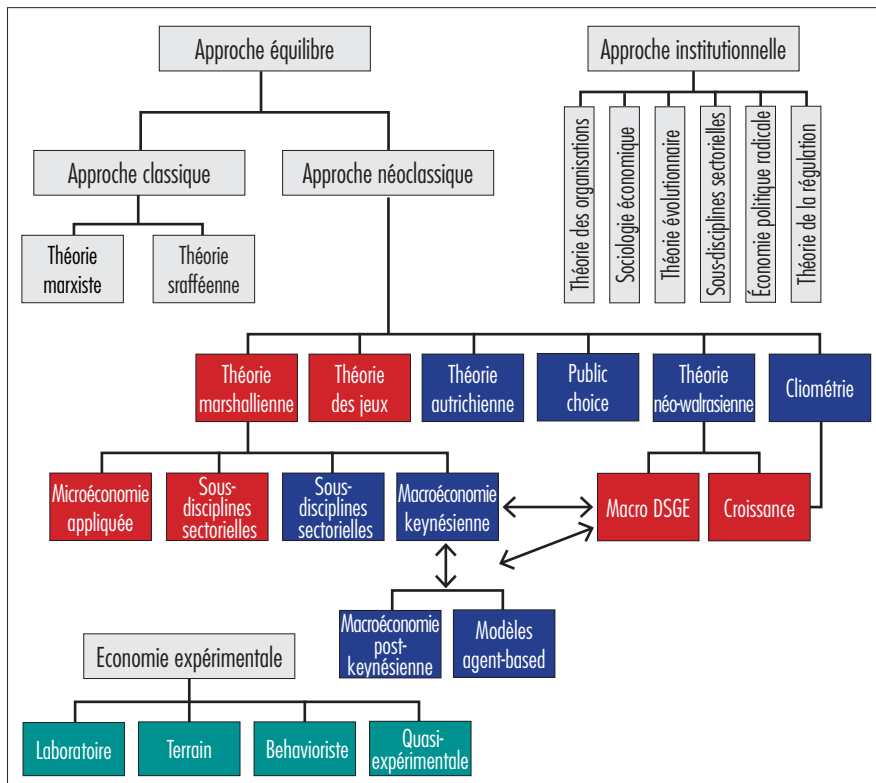 Approche équilibre
Approche institutionnelle
Théorie des organisations
Sociologie économique
Théorie évolutionnaire
Sous-disciplines sectorielles
Économie politique radicale
Théorie de la régulation
Approche classique
Approche néoclassique
Théorie
marxiste
Théorie
srafféenne
Théorie
marshallienne
Théorie
des jeux
Théorie
autrichienne
Public
choice
Théorie
néo-walrasienne
Cliométrie
Microéconomie
appliquée
Sous-
disciplines
sectorielles
Sous-
disciplines
sectorielles
Macroéconomie
keynésienne
Macro DSGE
Croissance
Macroéconomie
post-
keynésienne
Modèles
agent-based
Economie expérimentale
Laboratoire
Terrain
Behavioriste
Quasi-
expérimentale